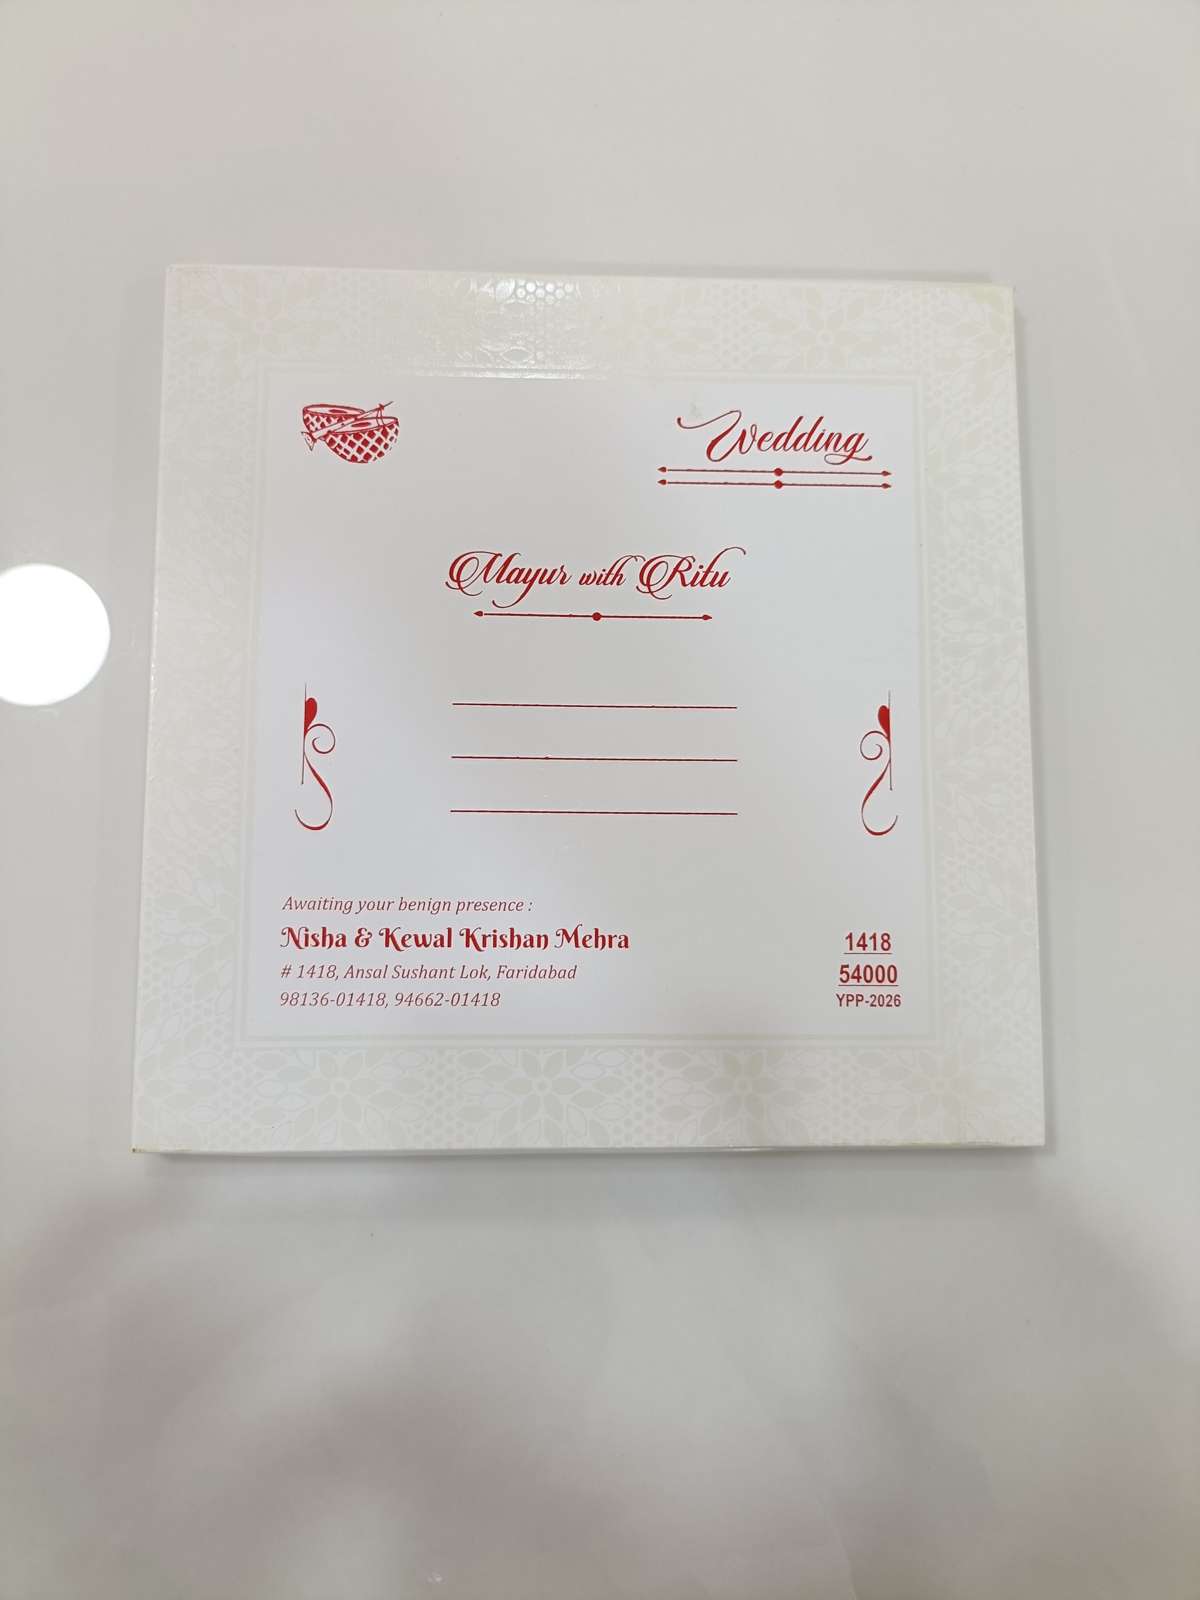 Wedding
Mayur with Ritu
Awaiting your benign presence :
Nisha & Kewal Krishan Mehra
# 1418, Ansal Sushant Lok, Faridabad
98136-01418, 94662-01418
1418
54000
YPP-2026